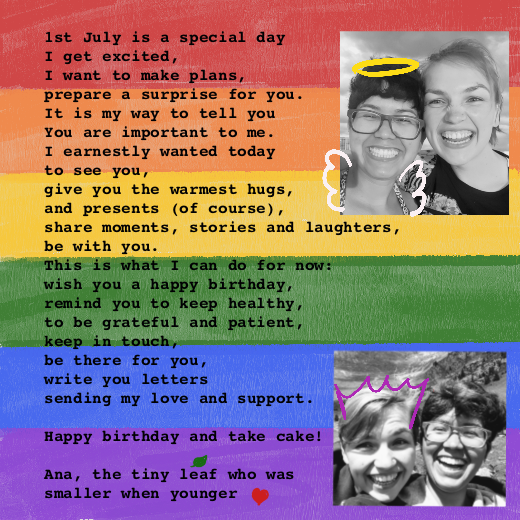 1st July is a special day
I get excited,
I want to make plans,
prepare a surprise for you.
It is my way to tell you
You are important to me.
I earnestly wanted today
to see you,
give you the warmest hugs,
and presents (of course),
share moments, stories and laughters,
be with you.
This is what I can do for now:
wish you a happy birthday,
remind you to keep healthy,
to be grateful and patient,
keep in touch,
be there for you,
write you letters
sending my love and support.
Happy birthday and take cake!
Ana, the tiny leaf who was
smaller when younger